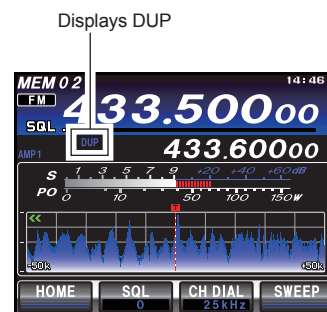 Displays DUP
MEM 02 14:46
FM 433.50000
SQL
DUP
AMP1 433.60000
S 1 3 5 7 9 +20 +40 +60dB
PO 0 10 50 100 150W
T
«
-50k +50k
HOME SQL CH DIAL SWEEP
0 25kHz